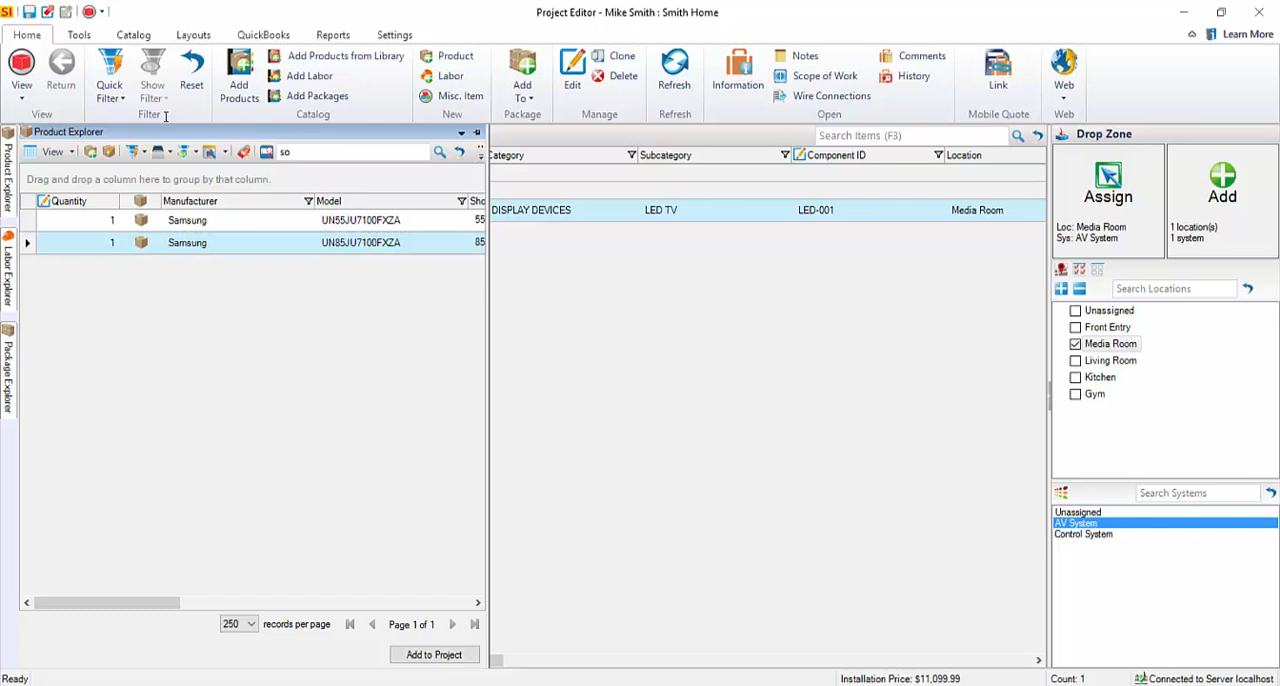 SI
Project Editor - Mike Smith : Smith Home
Home Tools Catalog Layouts QuickBooks Reports Settings Learn More
View Return View
Quick Filter Show Filter Reset Filter
Add Products Add Products from Library Add Labor Add Packages Catalog
Product Labor Misc. Item New
Add To Package
Edit Clone Delete Manage
Refresh Refresh
Information Notes Scope of Work Wire Connections Comments History Open
Link Mobile Quote
Web Web
Product Explorer
Labor Explorer
Package Explorer
Product Explorer
View so
Drag and drop a column here to group by that column.
Quantity Manufacturer Model Sho
1 Samsung UN55JU7100FXZA 55
1 Samsung UN85JU7100FXZA 85
250 records per page Page 1 of 1
Add to Project
Search Items (F3)
Category Subcategory Component ID Location
DISPLAY DEVICES LED TV LED-001 Media Room
Drop Zone
Assign
Loc: Media Room
Sys: AV System
Add
1 location(s)
1 system
Search Locations
Unassigned
Front Entry
Media Room
Living Room
Kitchen
Gym
Search Systems
Unassigned
AV System
Control System
Ready Installation Price: $11,099.99 Count: 1 Connected to Server localhost